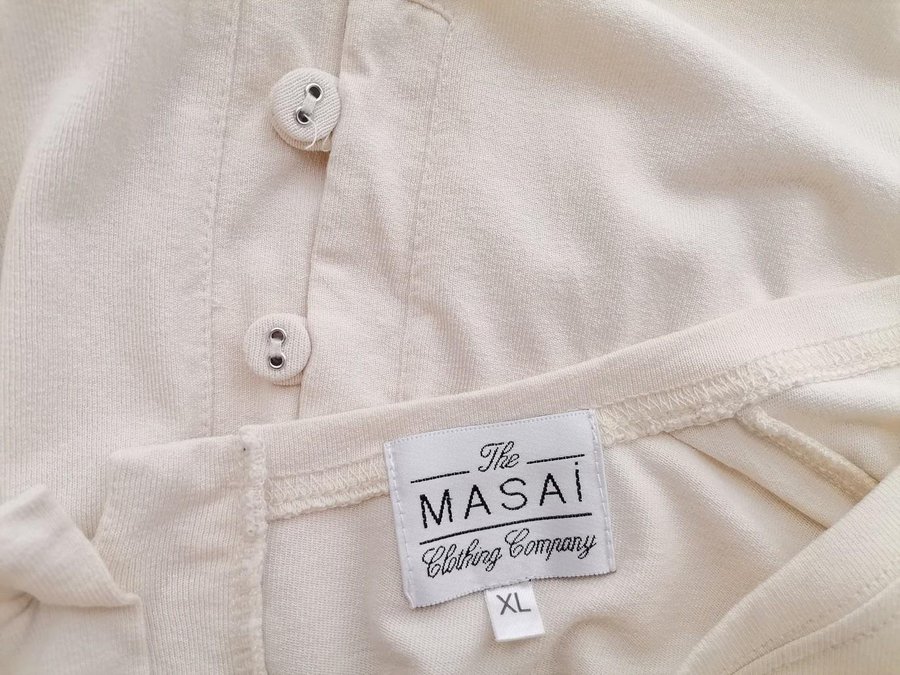 The
MASAi
Clothing Company
XL